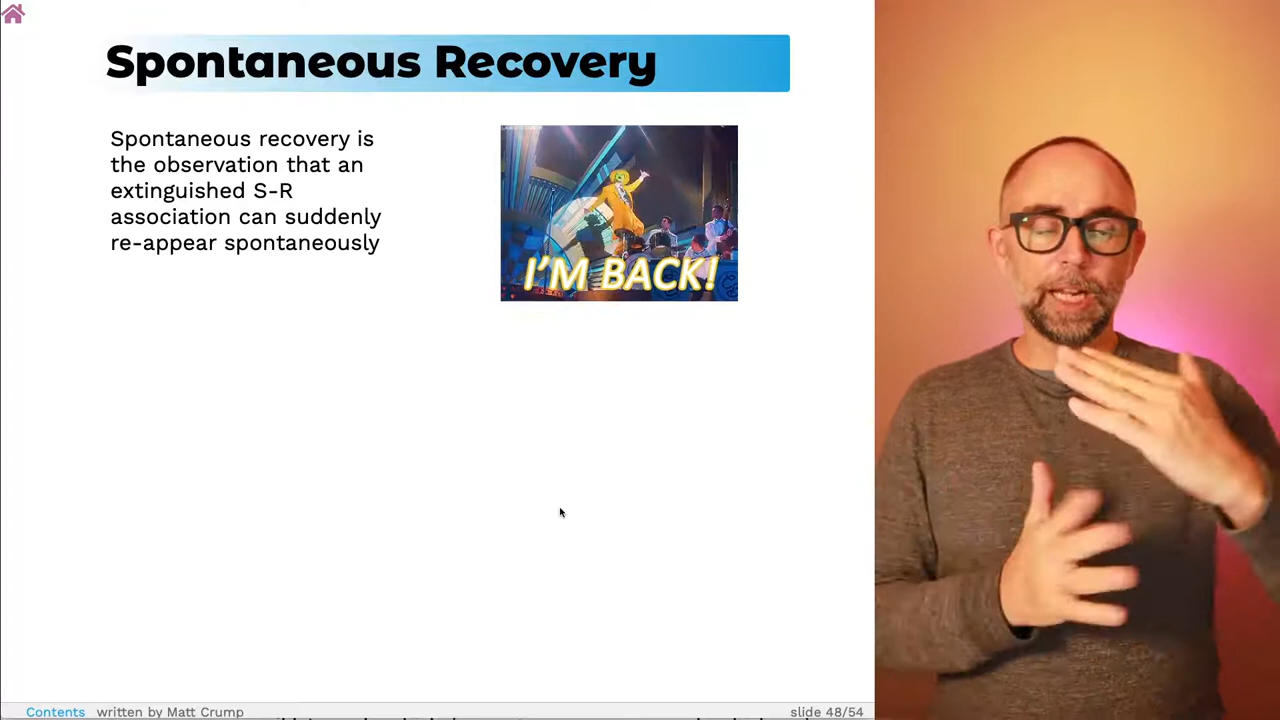 Spontaneous Recovery
Spontaneous recovery is
the observation that an
extinguished S-R
association can suddenly
re-appear spontaneously
I'M BACK!
Contents written by Matt Crump
slide 48/54